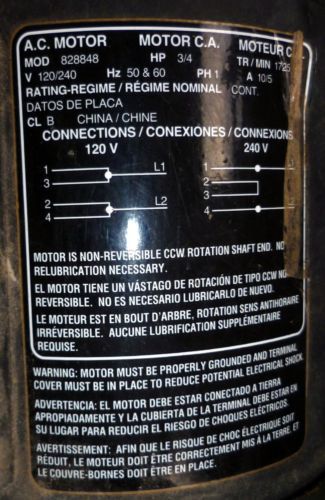 A.C. MOTOR MOTOR C.A. MOTEUR C
MOD 828848 HP 3/4 TR / MIN 1725
V 120/240 Hz 50 & 60 PH 1 A 10/5
RATING-REGIME / RÉGIME NOMINAL CONT.
DATOS DE PLACA
CL B CHINA / CHINE
CONNECTIONS / CONEXIONES / CONNEXIONS
120 V 240 V
1 L1 1
3 2
3
2 L2
4 4
MOTOR IS NON-REVERSIBLE CCW ROTATION SHAFT END. NO
RELUBRICATION NECESSARY.
EL MOTOR TIENE UN VÁSTAGO DE ROTACIÓN DE TIPO CCW NO
REVERSIBLE. NO ES NECESARIO LUBRICARLO DE NUEVO.
LE MOTEUR EST EN BOUT D'ARBRE, ROTATION SENS ANTIHORAIRE
IRRÉVERSIBLE. AUCUNE LUBRIFICATION SUPPLÉMENTAIRE
REQUISE.
WARNING: MOTOR MUST BE PROPERLY GROUNDED AND TERMINAL
COVER MUST BE IN PLACE TO REDUCE POTENTIAL ELECTRICAL SHOCK.
ADVERTENCIA: EL MOTOR DEBE ESTAR CONECTADO A TIERRA
APROPIADAMENTE Y LA CUBIERTA DE LA TERMINAL DEBE ESTAR EN
SU LUGAR PARA REDUCIR EL RIESGO DE CHOQUES ELÉCTRICOS.
AVERTISSEMENT: AFIN QUE LE RISQUE DE CHOC ÉLECTRIQUE SOIT
RÉDUIT, LE MOTEUR DOIT ÊTRE CORRECTEMENT MIS À LA TERRE, ET
LE COUVRE-BORNES DOIT ÊTRE EN PLACE.